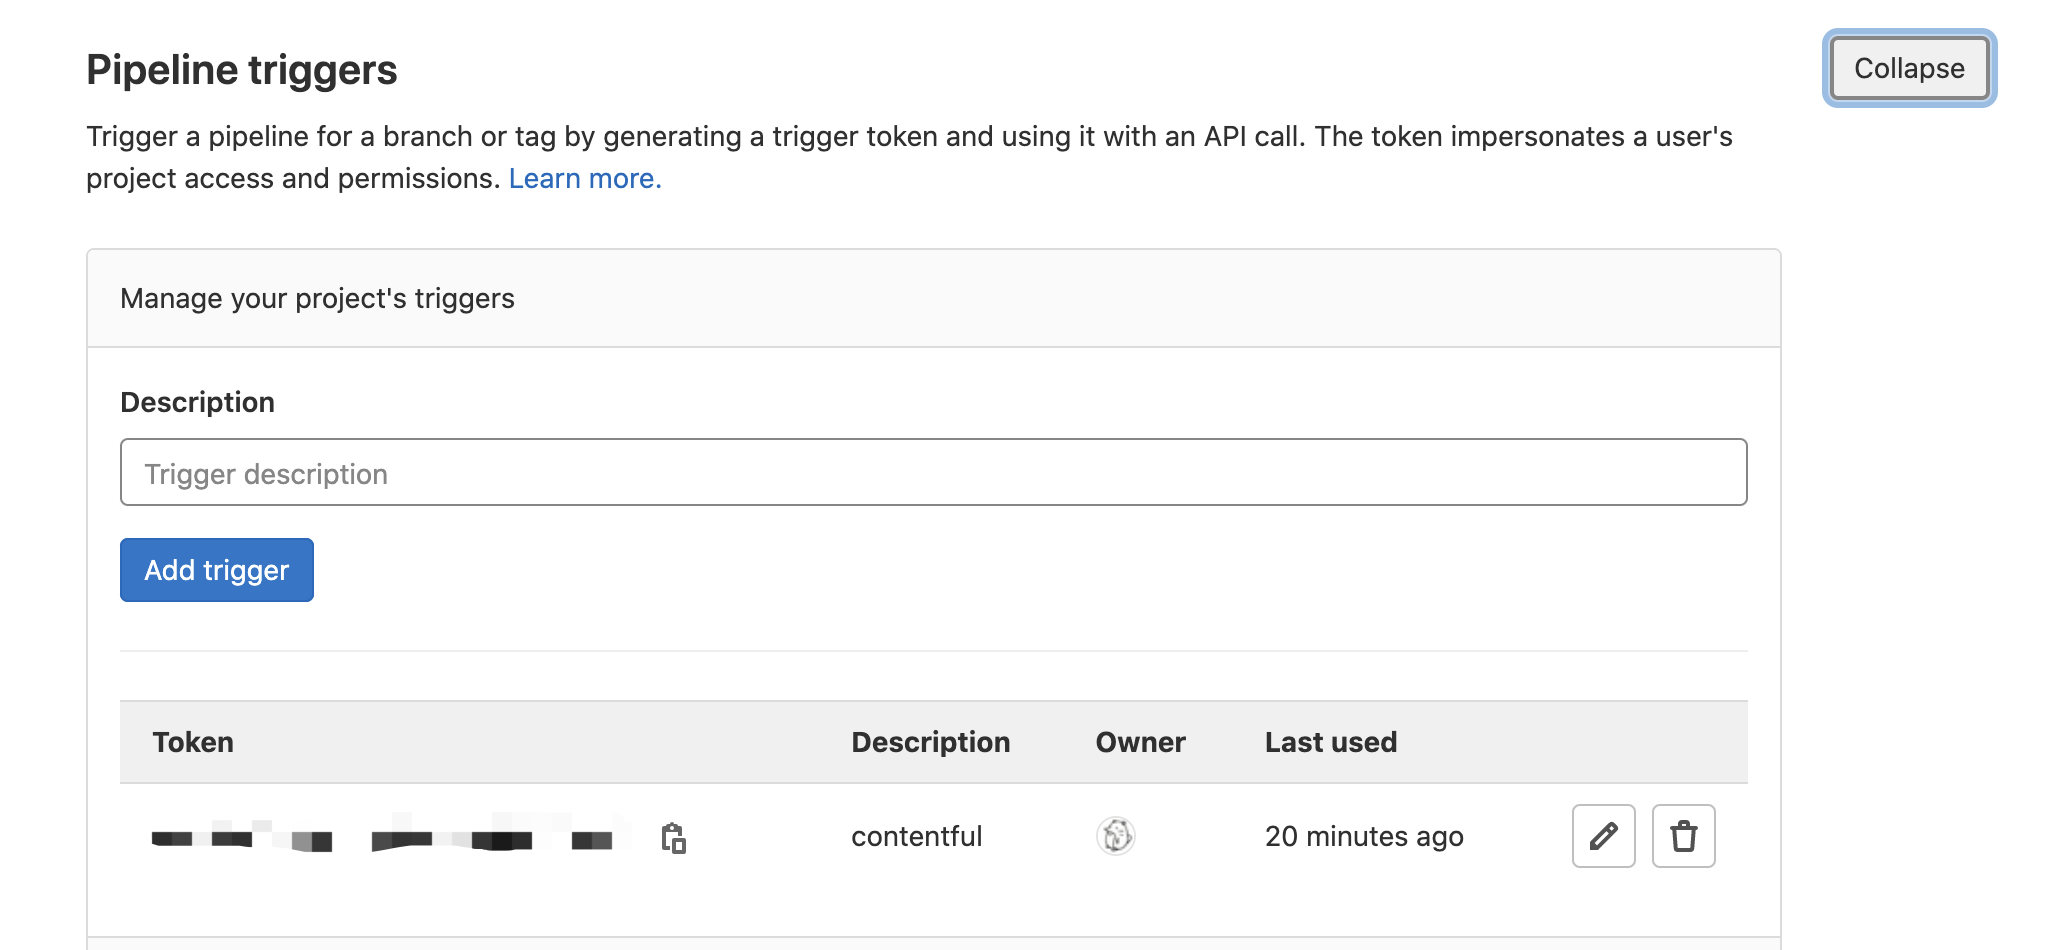 Pipeline triggers
Collapse
Trigger a pipeline for a branch or tag by generating a trigger token and using it with an API call. The token impersonates a user's
project access and permissions. Learn more.
Manage your project's triggers
Description
Trigger description
Add trigger
Token Description Owner Last used
contentful 20 minutes ago